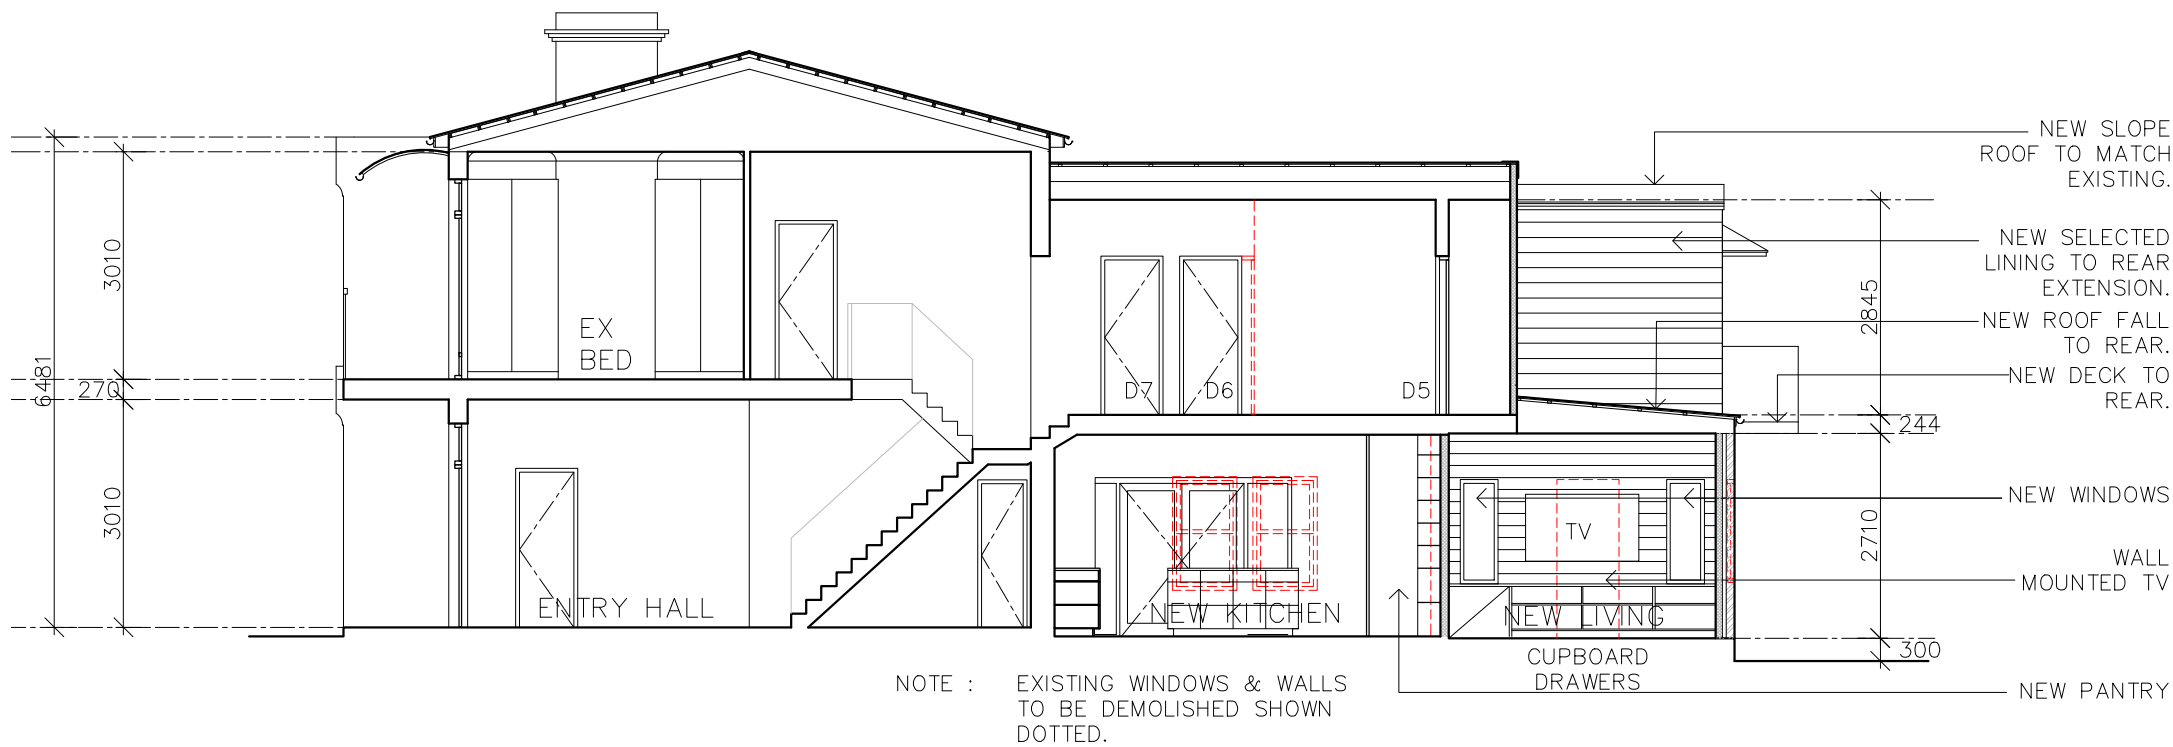 NEW SLOPE
ROOF TO MATCH
EXISTING.
NEW SELECTED
LINING TO REAR
EXTENSION.
NEW ROOF FALL
TO REAR.
NEW DECK TO
REAR.
NEW WINDOWS
WALL
MOUNTED TV
NEW PANTRY
6481
3010
270
3010
EX
BED
D7
D6
D5
ENTRY HALL
NEW KITCHEN
TV
NEW LIVING
CUPBOARD
DRAWERS
2845
244
2710
300
NOTE : EXISTING WINDOWS & WALLS
TO BE DEMOLISHED SHOWN
DOTTED.